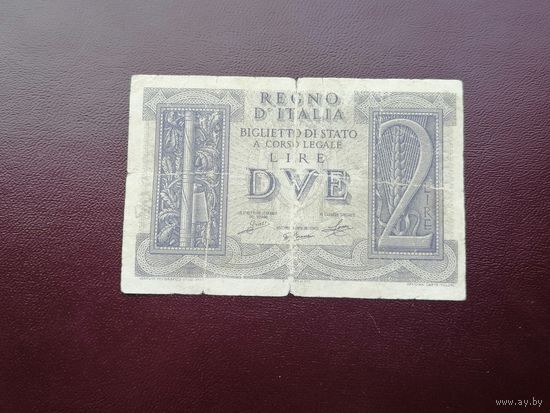 REGNO
D'ITALIA
BIGLIETTO DI STATO
A CORSO LEGALE
LIRE
DVE
2
LIRE
© www.ay.by